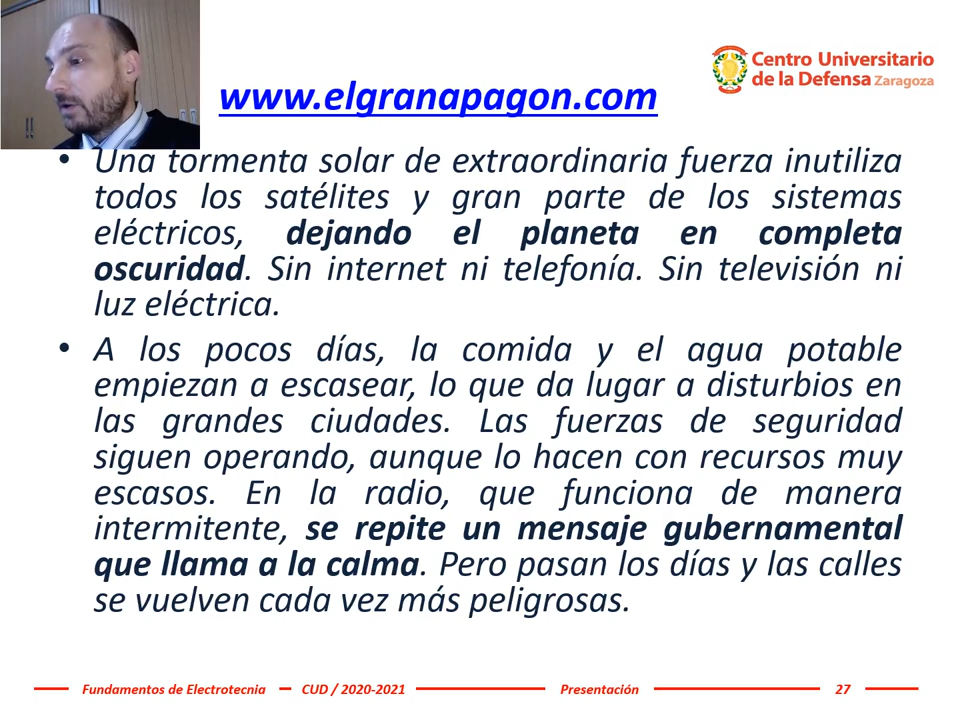 Centro Universitario
de la Defensa Zaragoza
www.elgranapagon.com
• Una tormenta solar de extraordinaria fuerza inutiliza
todos los satélites y gran parte de los sistemas
eléctricos, dejando el planeta en completa
oscuridad. Sin internet ni telefonía. Sin televisión ni
luz eléctrica.
• A los pocos días, la comida y el agua potable
empiezan a escasear, lo que da lugar a disturbios en
las grandes ciudades. Las fuerzas de seguridad
siguen operando, aunque lo hacen con recursos muy
escasos. En la radio, que funciona de manera
intermitente, se repite un mensaje gubernamental
que llama a la calma. Pero pasan los días y las calles
se vuelven cada vez más peligrosas.
Fundamentos de Electrotecnia CUD / 2020-2021 Presentación 27